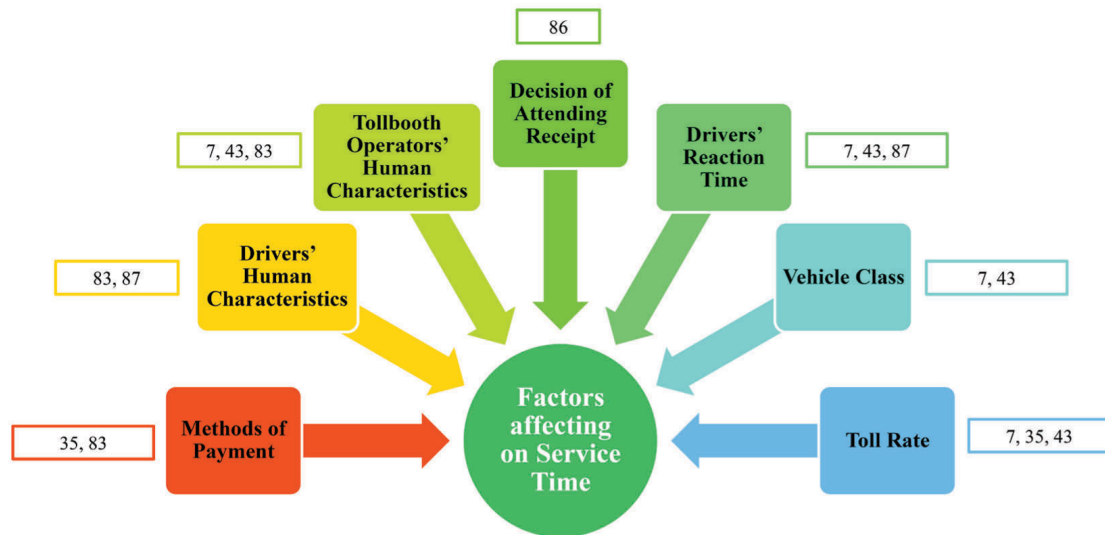 86
Decision of
Attending
Receipt
7, 43, 83
Tollbooth
Operators’
Human
Characteristics
Drivers’
Reaction
Time
7, 43, 87
83, 87
Drivers’
Human
Characteristics
Vehicle Class
7, 43
35, 83
Methods of
Payment
Factors
affecting
on Service
Time
Toll Rate
7, 35, 43